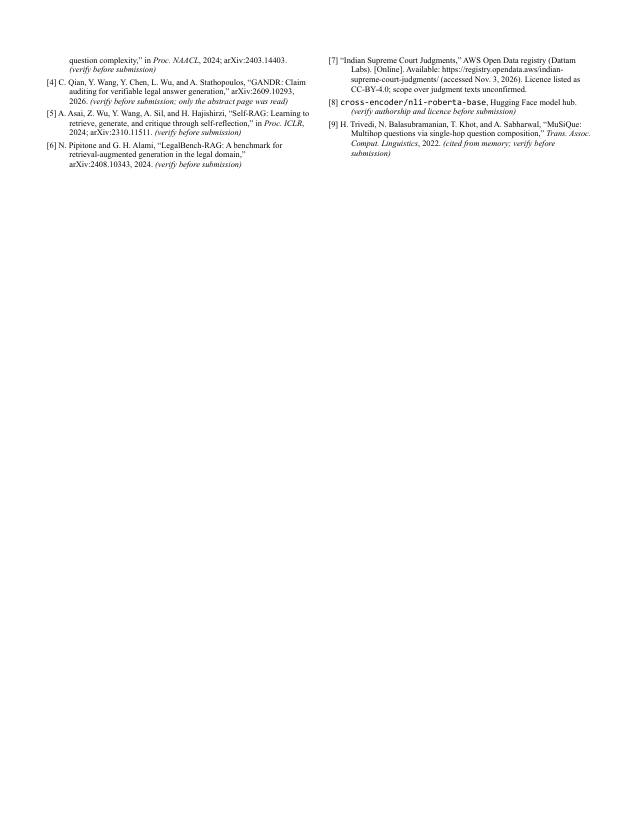 question complexity,” in Proc. NAACL, 2024; arXiv:2403.14403.
(verify before submission)
[4] C. Qian, Y. Wang, Y. Chen, L. Wu, and A. Stathopoulos, “GANDR: Claim
auditing for verifiable legal answer generation,” arXiv:2609.10293,
2026. (verify before submission; only the abstract page was read)
[5] A. Asai, Z. Wu, Y. Wang, A. Sil, and H. Hajishirzi, “Self-RAG: Learning to
retrieve, generate, and critique through self-reflection,” in Proc. ICLR,
2024; arXiv:2310.11511. (verify before submission)
[6] N. Pipitone and G. H. Alami, “LegalBench-RAG: A benchmark for
retrieval-augmented generation in the legal domain,”
arXiv:2408.10343, 2024. (verify before submission)
[7] “Indian Supreme Court Judgments,” AWS Open Data registry (Dattam
Labs). [Online]. Available: https://registry.opendata.aws/indian-
supreme-court-judgments/ (accessed Nov. 3, 2026). Licence listed as
CC-BY-4.0; scope over judgment texts unconfirmed.
[8] cross-encoder/nli-roberta-base, Hugging Face model hub.
(verify authorship and licence before submission)
[9] H. Trivedi, N. Balasubramanian, T. Khot, and A. Sabharwal, “MuSiQue:
Multihop questions via single-hop question composition,” Trans. Assoc.
Comput. Linguistics, 2022. (cited from memory; verify before
submission)